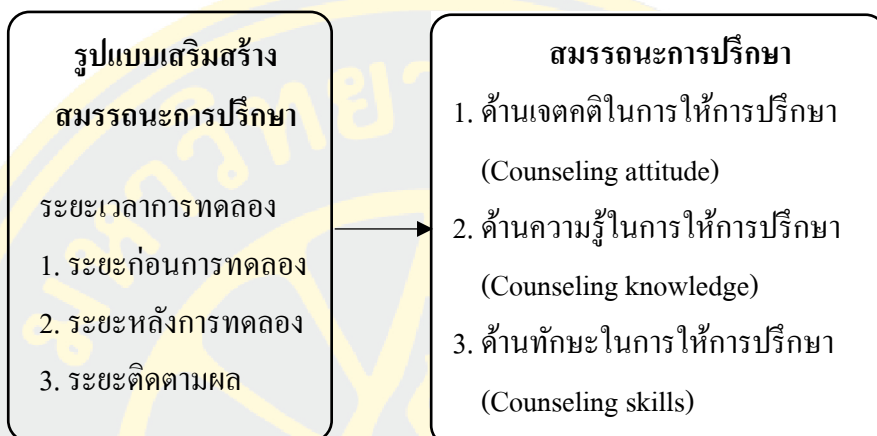 รูปแบบเสริมสร้าง
สมรรถนะการปรึกษา
ระยะเวลาการทดลอง
1. ระยะก่อนการทดลอง
2. ระยะหลังการทดลอง
3. ระยะติดตามผล
สมรรถนะการปรึกษา
1. ด้านเจตคติในการให้การปรึกษา
(Counseling attitude)
2. ด้านความรู้ในการให้การปรึกษา
(Counseling knowledge)
3. ด้านทักษะในการให้การปรึกษา
(Counseling skills)